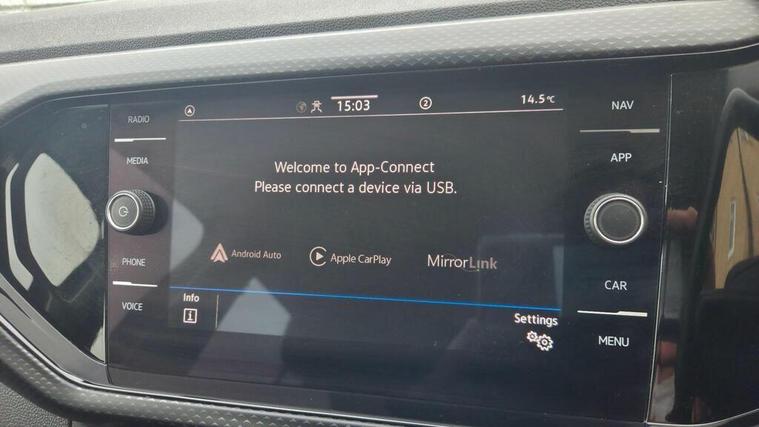 RADIO
MEDIA
PHONE
VOICE
15:03
2
14.5°C
Welcome to App-Connect
Please connect a device via USB.
Android Auto
Apple CarPlay
MirrorLink
Info
i
Settings
NAV
APP
CAR
MENU